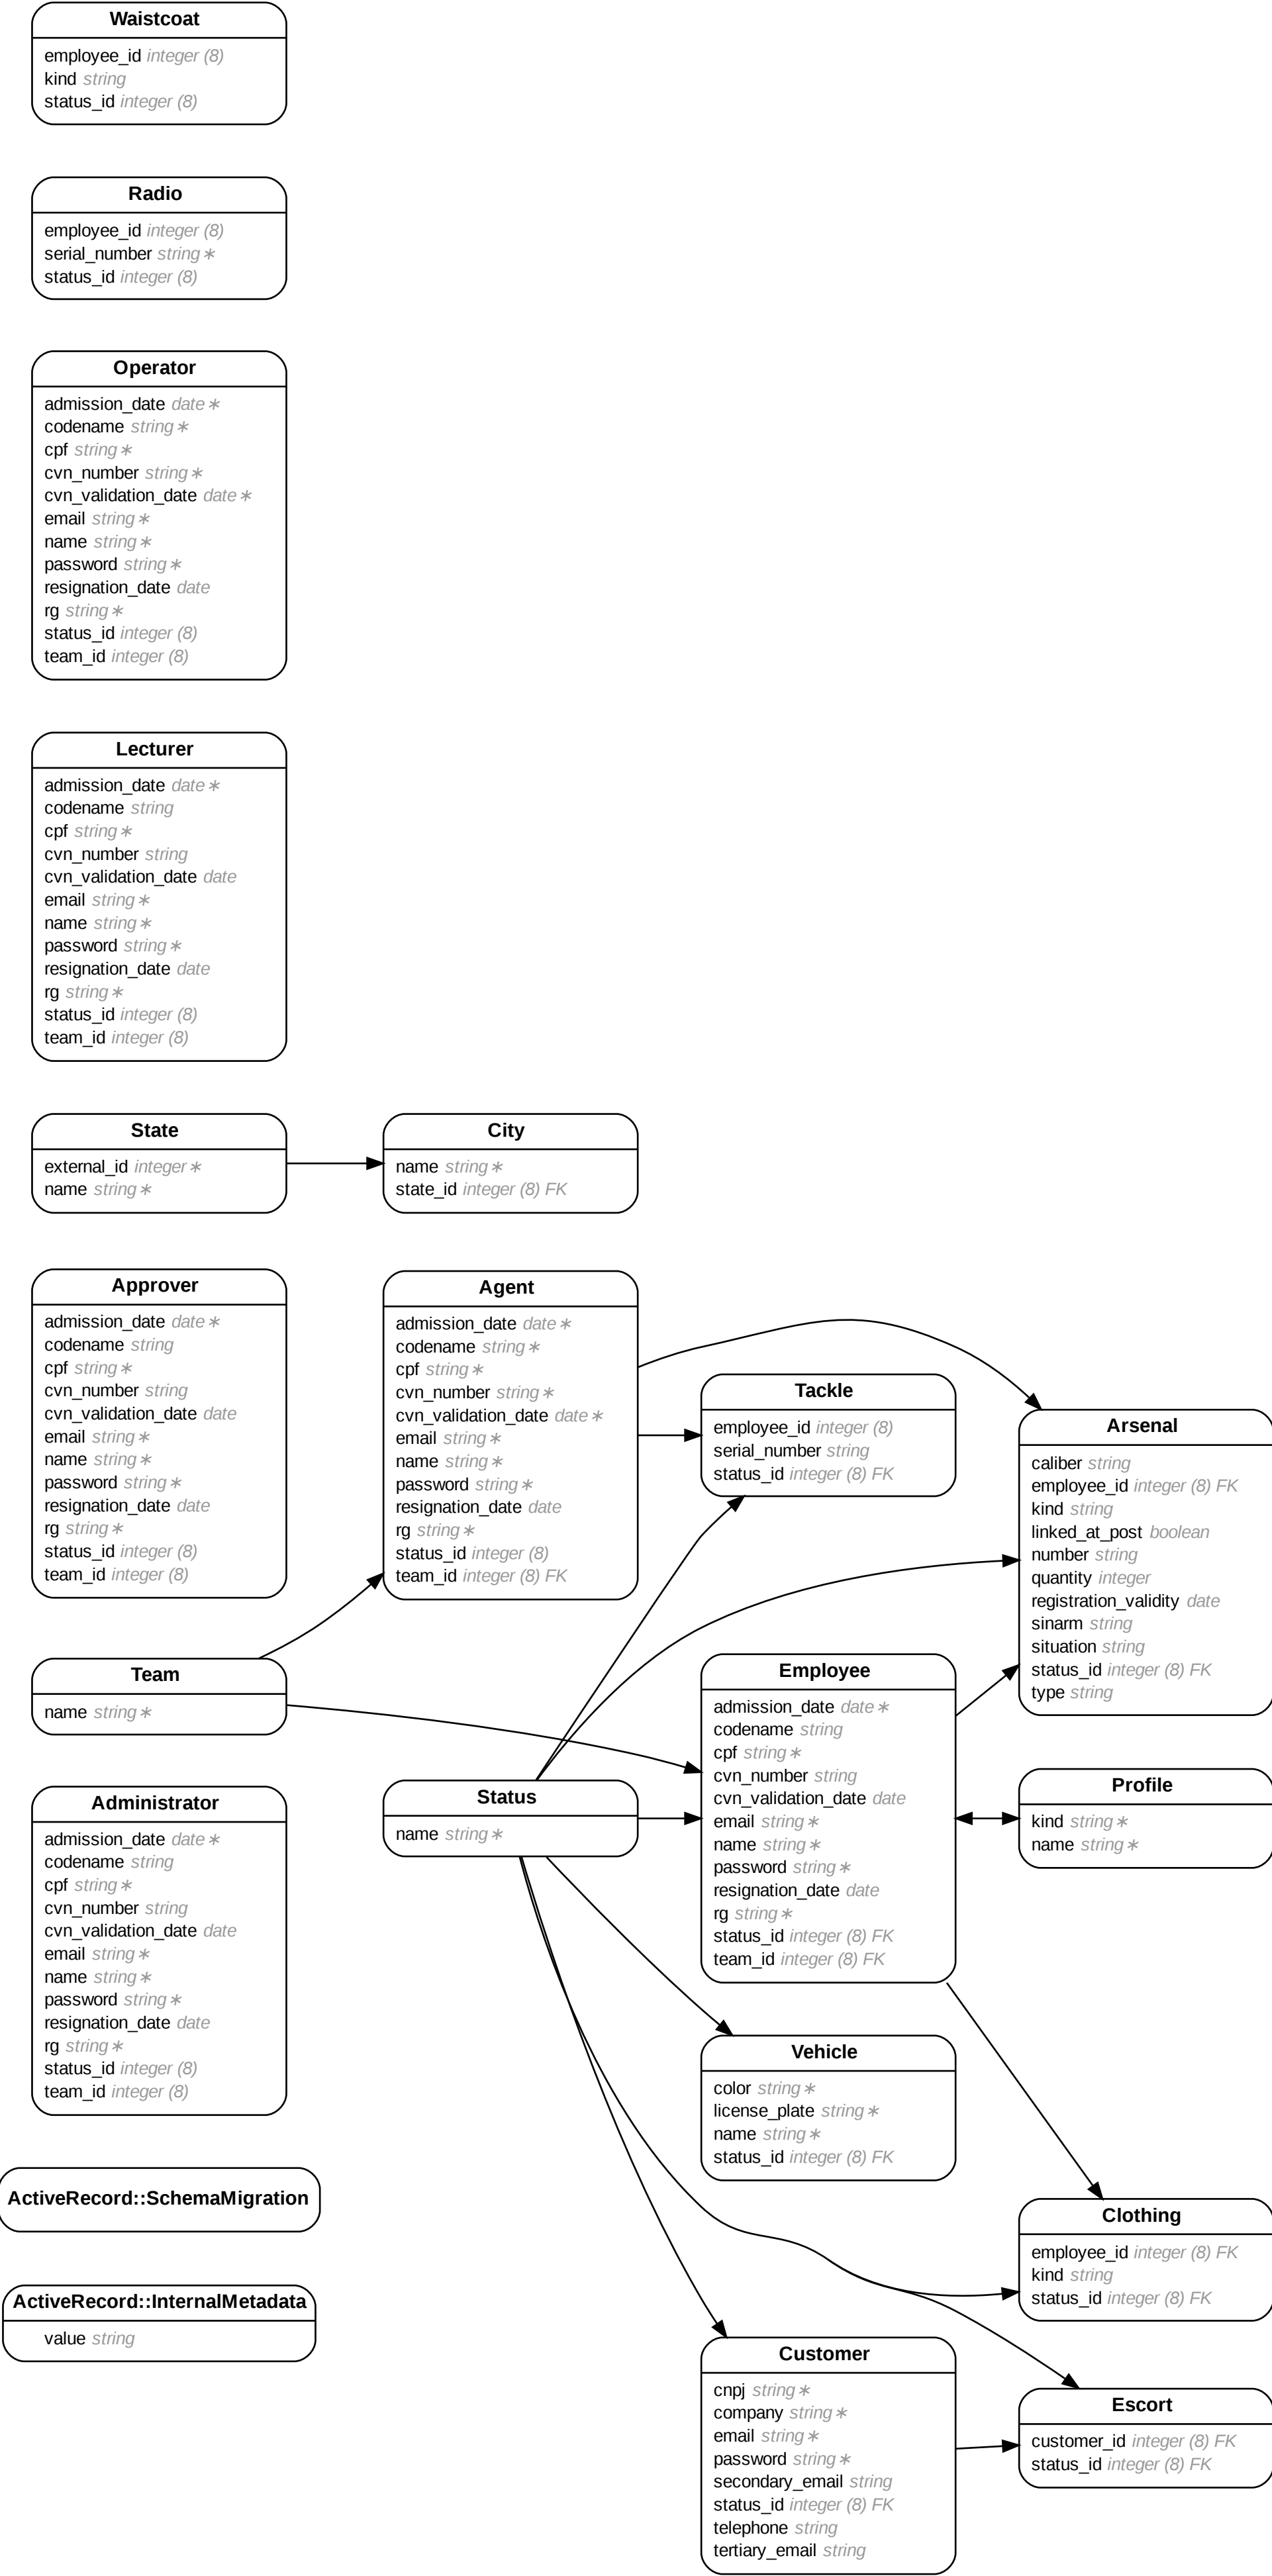 Waistcoat
employee_id integer (8)
kind string
status_id integer (8)
Radio
employee_id integer (8)
serial_number string ∗
status_id integer (8)
Operator
admission_date date ∗
codename string ∗
cpf string ∗
cvn_number string ∗
cvn_validation_date date ∗
email string ∗
name string ∗
password string ∗
resignation_date date
rg string ∗
status_id integer (8)
team_id integer (8)
Lecturer
admission_date date ∗
codename string
cpf string ∗
cvn_number string
cvn_validation_date date
email string ∗
name string ∗
password string ∗
resignation_date date
rg string ∗
status_id integer (8)
team_id integer (8)
State
external_id integer ∗
name string ∗
City
name string ∗
state_id integer (8) FK
Approver
admission_date date ∗
codename string
cpf string ∗
cvn_number string
cvn_validation_date date
email string ∗
name string ∗
password string ∗
resignation_date date
rg string ∗
status_id integer (8)
team_id integer (8)
Agent
admission_date date ∗
codename string ∗
cpf string ∗
cvn_number string ∗
cvn_validation_date date ∗
email string ∗
name string ∗
password string ∗
resignation_date date
rg string ∗
status_id integer (8)
team_id integer (8) FK
Tackle
employee_id integer (8)
serial_number string
status_id integer (8) FK
Arsenal
caliber string
employee_id integer (8) FK
kind string
linked_at_post boolean
number string
quantity integer
registration_validity date
sinarm string
situation string
status_id integer (8) FK
type string
Team
name string ∗
Employee
admission_date date ∗
codename string
cpf string ∗
cvn_number string
cvn_validation_date date
email string ∗
name string ∗
password string ∗
resignation_date date
rg string ∗
status_id integer (8) FK
team_id integer (8) FK
Status
name string ∗
Profile
kind string ∗
name string ∗
Administrator
admission_date date ∗
codename string
cpf string ∗
cvn_number string
cvn_validation_date date
email string ∗
name string ∗
password string ∗
resignation_date date
rg string ∗
status_id integer (8)
team_id integer (8)
Vehicle
color string ∗
license_plate string ∗
name string ∗
status_id integer (8) FK
ActiveRecord::SchemaMigration
Clothing
employee_id integer (8) FK
kind string
status_id integer (8) FK
ActiveRecord::InternalMetadata
value string
Customer
cnpj string ∗
company string ∗
email string ∗
password string ∗
secondary_email string
status_id integer (8) FK
telephone string
tertiary_email string
Escort
customer_id integer (8) FK
status_id integer (8) FK